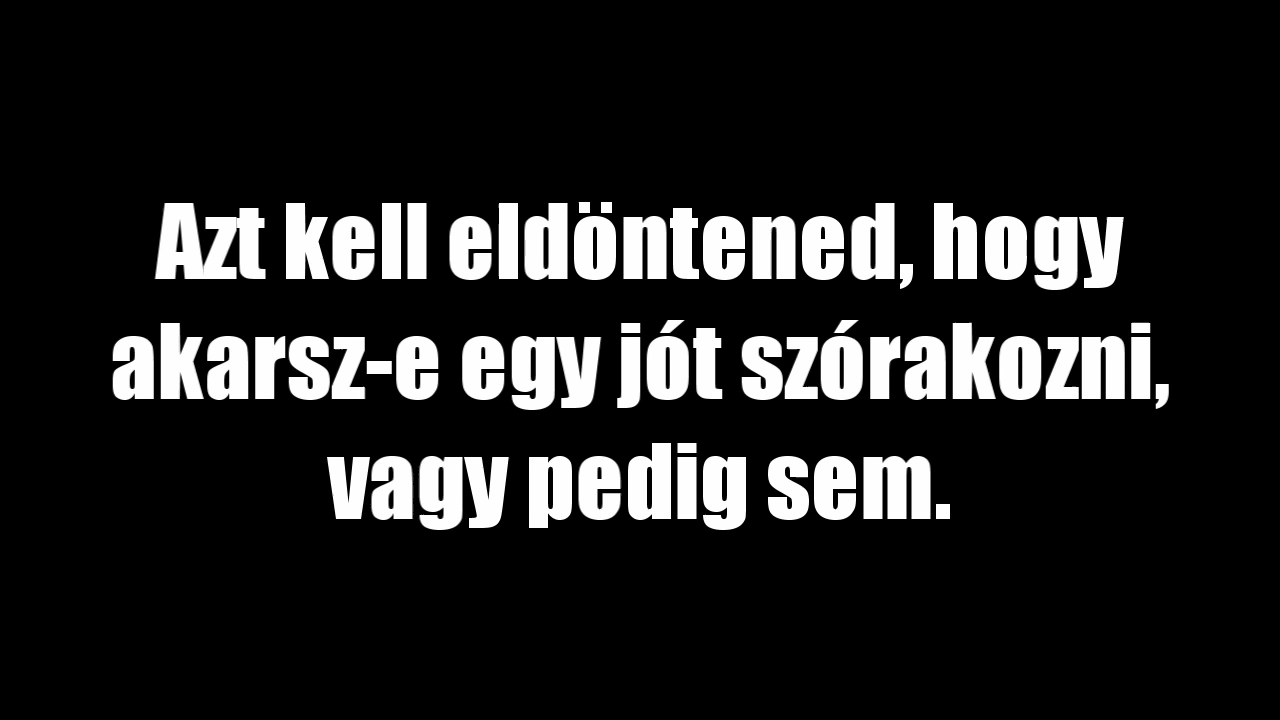 Azt kell eldöntened, hogy
akarsz-e egy jót szórakozni,
vagy pedig sem.